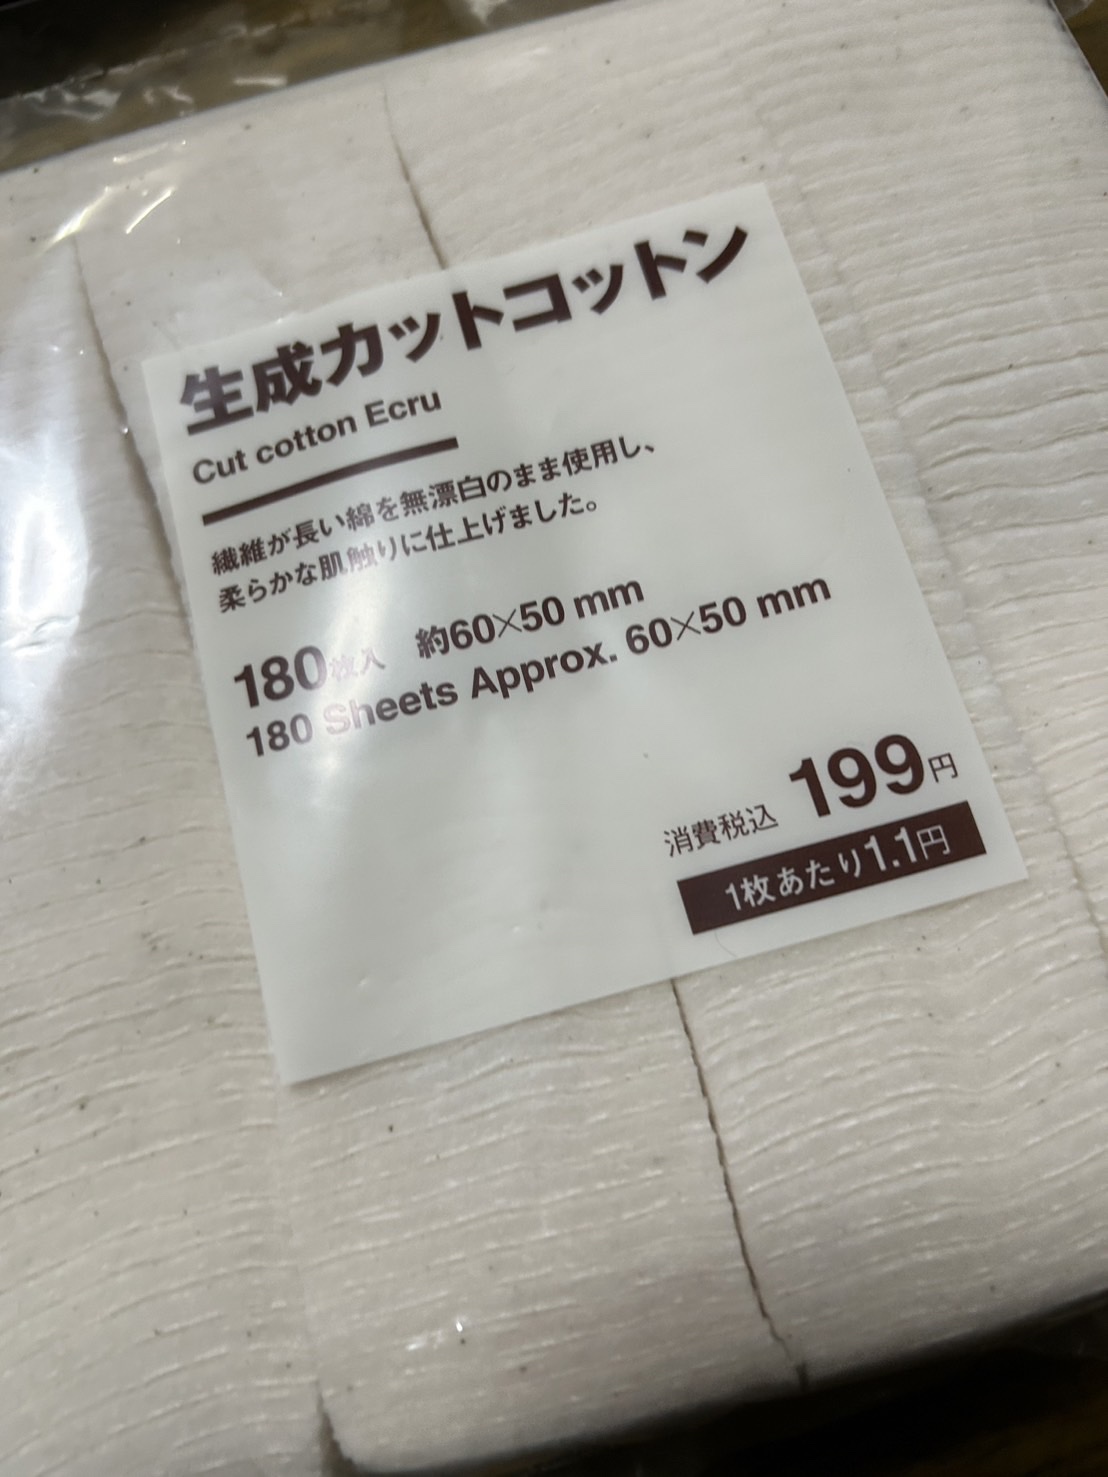 生成カットコットン
Cut cotton Ecru
繊維が長い綿を無漂白のまま使用し、
柔らかな肌触りに仕上げました。
180枚入 約60×50 mm
180 Sheets Approx. 60×50 mm
消費税込 199円
1枚あたり1.1円